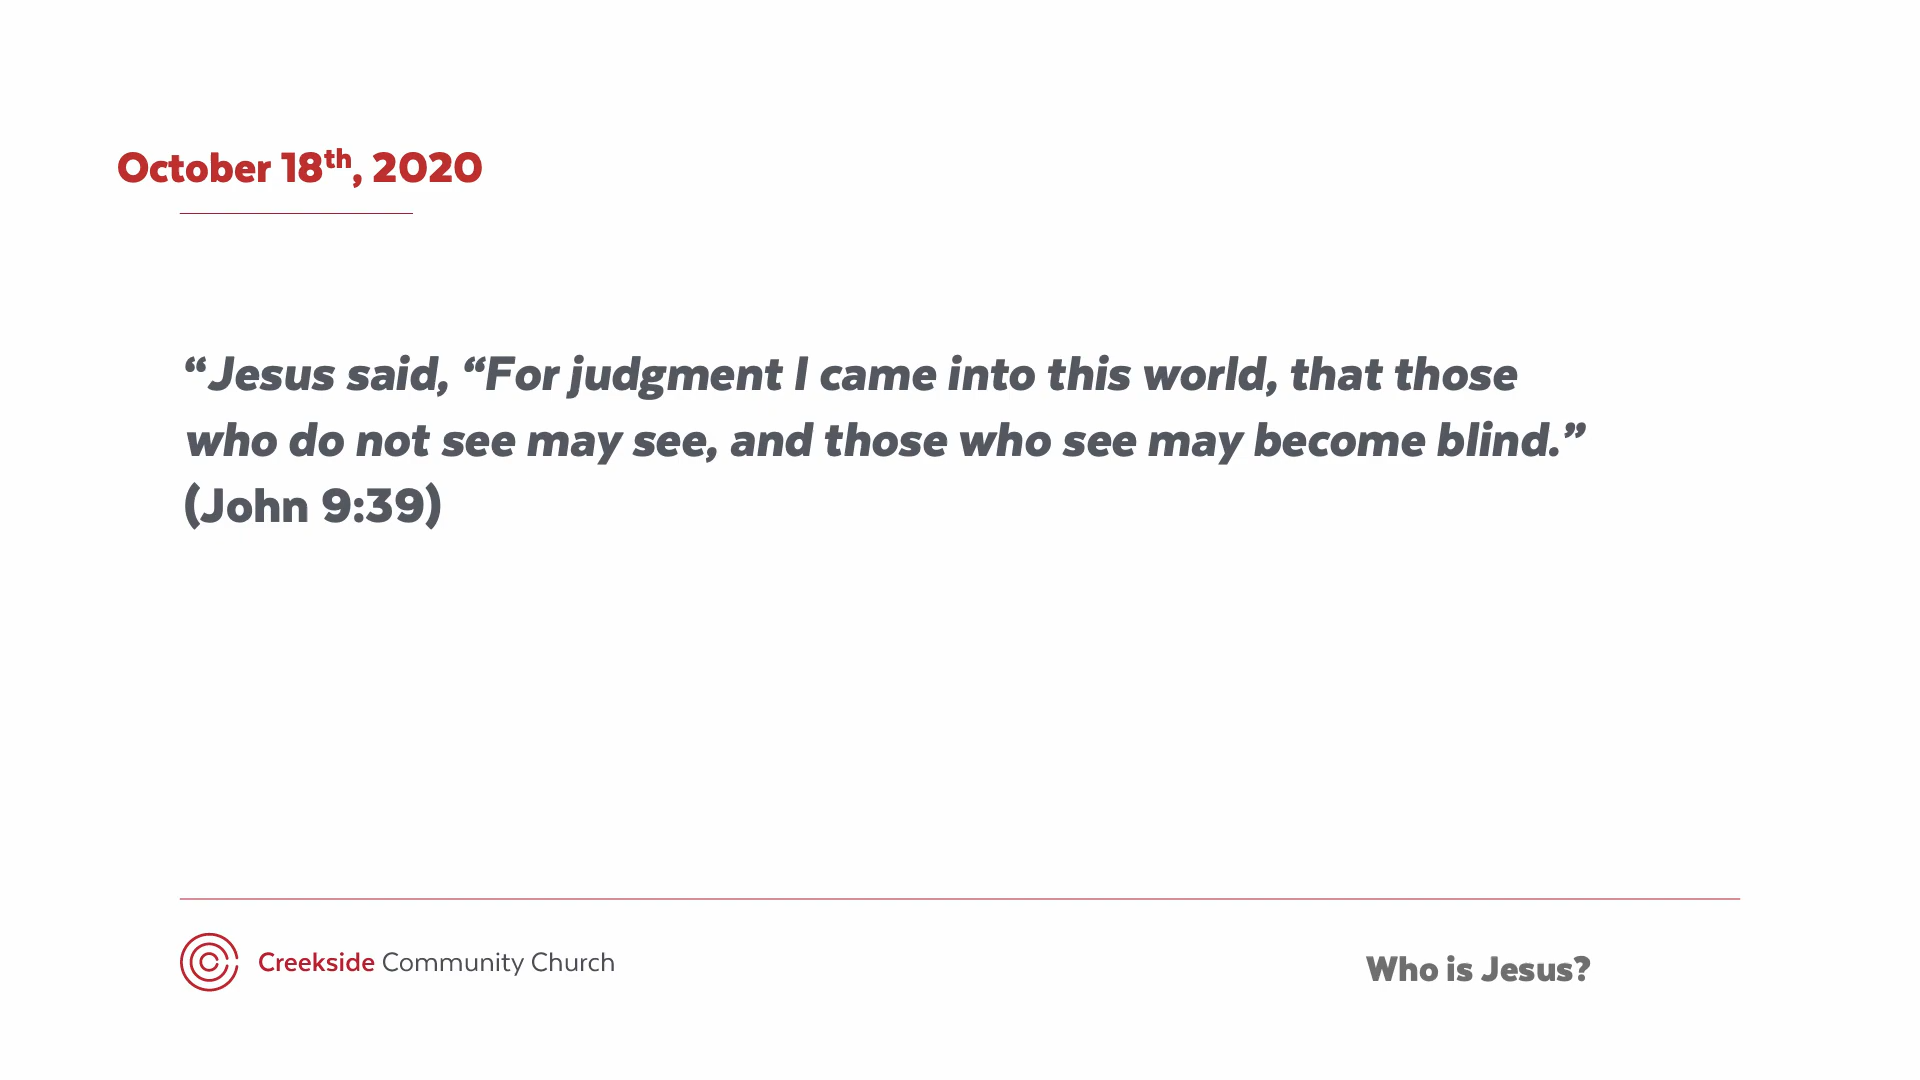 October 18th, 2020
“Jesus said, “For judgment I came into this world, that those
who do not see may see, and those who see may become blind.”
(John 9:39)
Creekside Community Church
Who is Jesus?